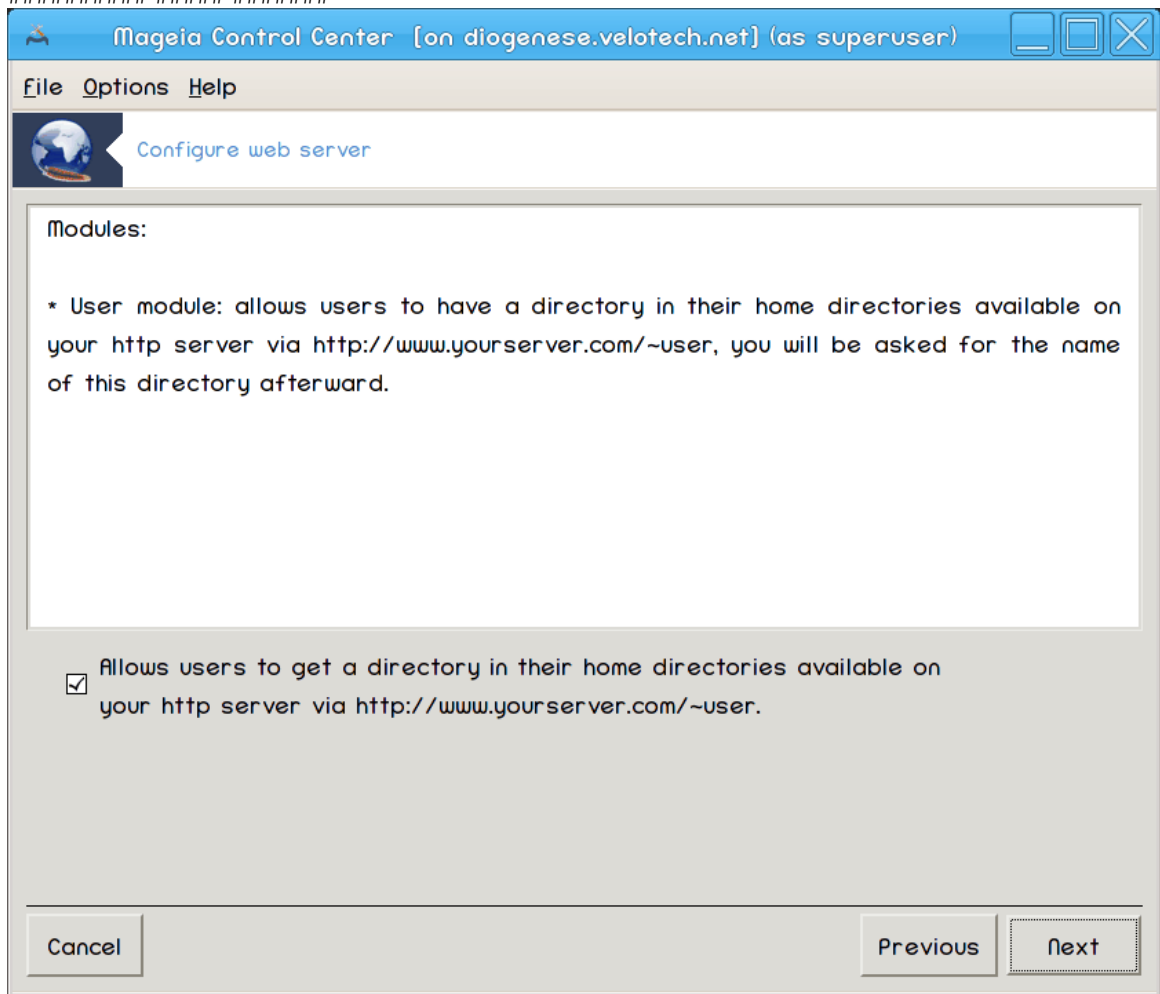 Mageia Control Center [on diogenese.velotech.net] (as superuser)
File Options Help
Configure web server
Modules:
* User module: allows users to have a directory in their home directories available on
your http server via http://www.yourserver.com/~user, you will be asked for the name
of this directory afterward.
Allows users to get a directory in their home directories available on
your http server via http://www.yourserver.com/~user.
Cancel Previous Next